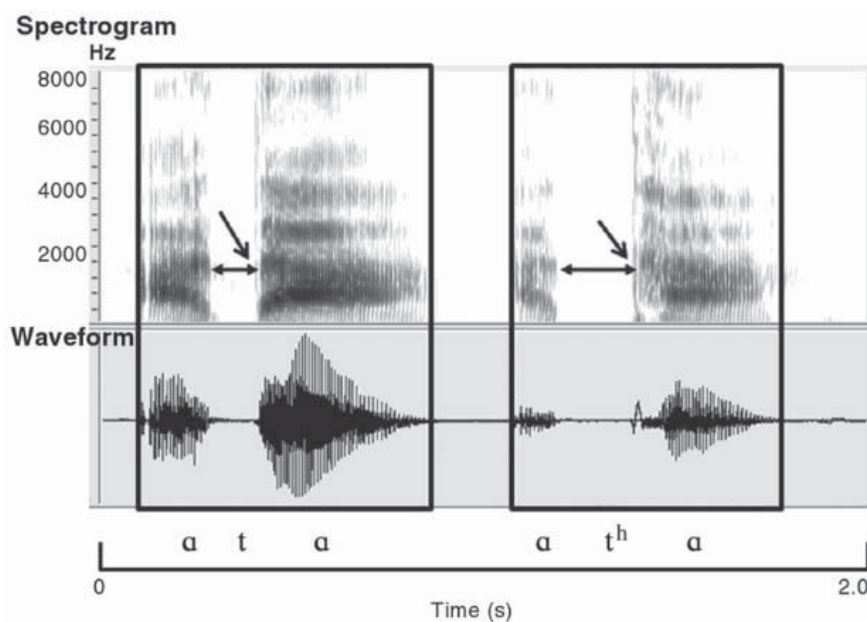 Spectrogram
Hz
8000
6000
4000
2000
Waveform
ɑ t ɑ ɑ tʰ ɑ
0 2.0
Time (s)